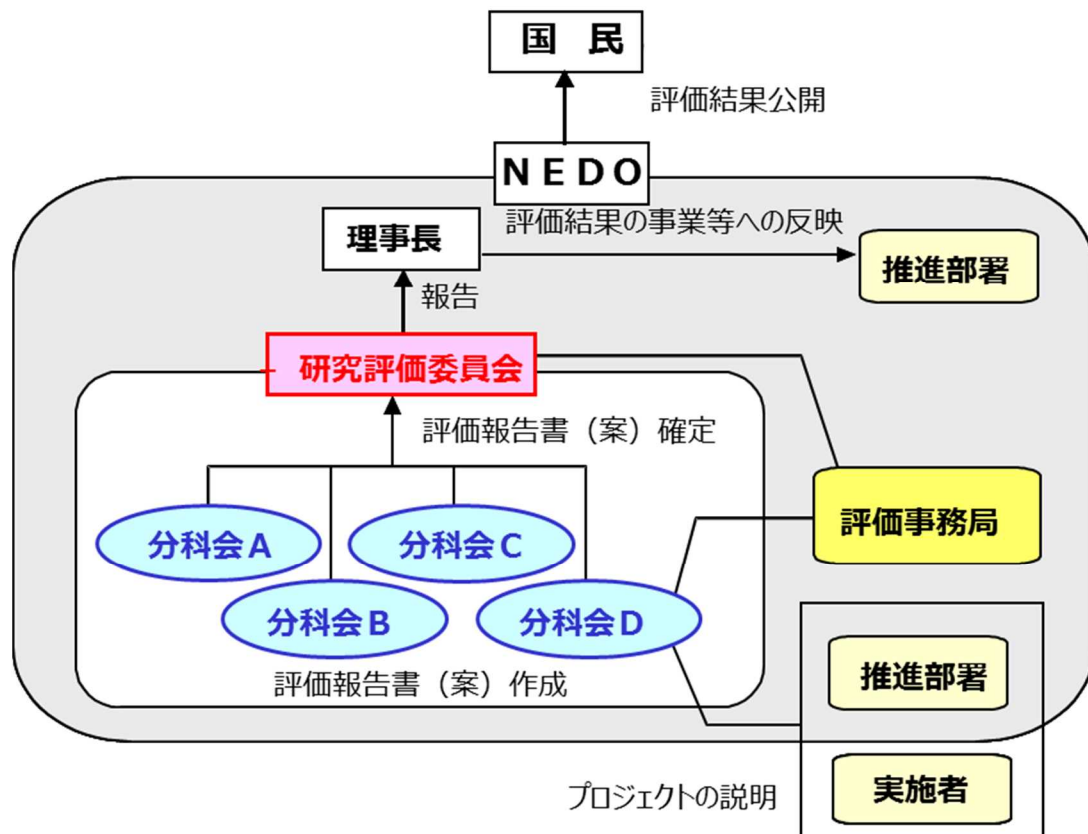 国 民
評価結果公開
NEDO
評価結果の事業等への反映
理事長
推進部署
報告
研究評価委員会
評価報告書（案）確定
評価事務局
分科会A
分科会C
分科会B
分科会D
推進部署
評価報告書（案）作成
実施者
プロジェクトの説明